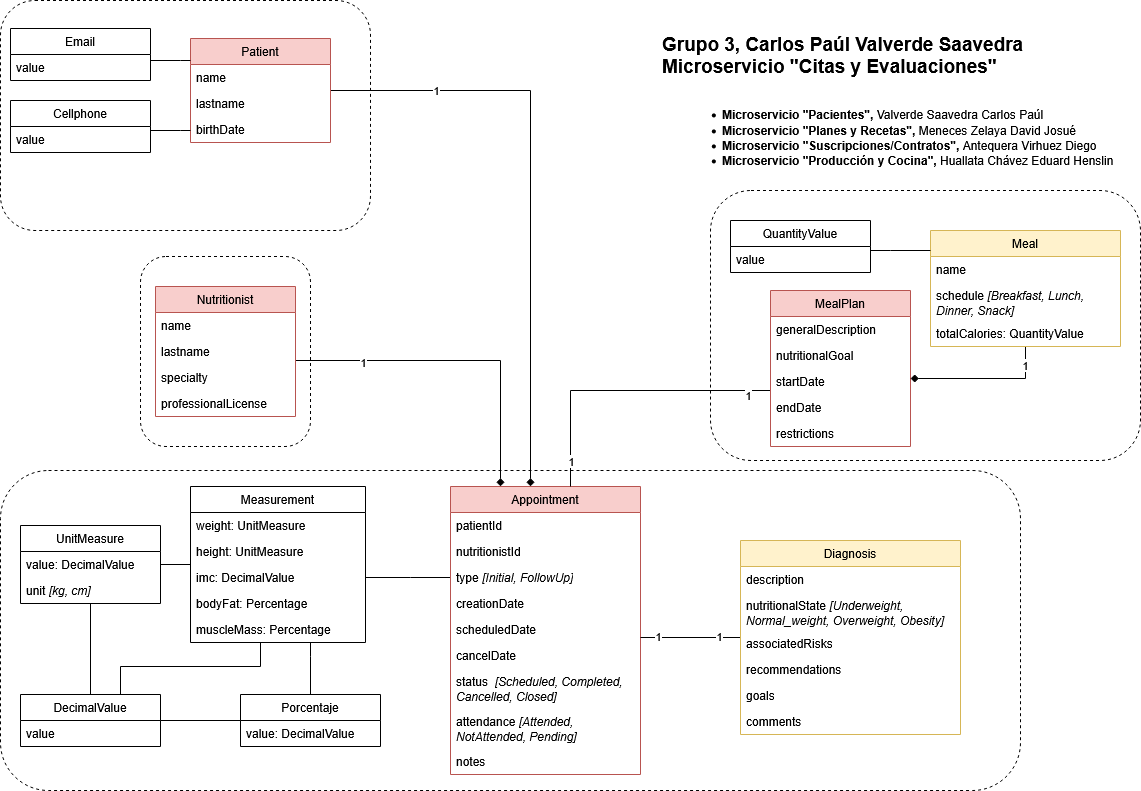 Grupo 3, Carlos Paúl Valverde Saavedra
Microservicio "Citas y Evaluaciones"
• Microservicio "Pacientes", Valverde Saavedra Carlos Paúl
• Microservicio "Planes y Recetas", Meneces Zelaya David Josué
• Microservicio "Suscripciones/Contratos", Antequera Virhuez Diego
• Microservicio "Producción y Cocina", Huallata Chávez Eduard Henslin
Email
value
Cellphone
value
Patient
name
lastname
birthDate
1
Nutritionist
name
lastname
specialty
professionalLicense
1
QuantityValue
value
Meal
name
schedule [Breakfast, Lunch,
Dinner, Snack]
totalCalories: QuantityValue
1
MealPlan
generalDescription
nutritionalGoal
startDate
endDate
restrictions
1
1
UnitMeasure
value: DecimalValue
unit [kg, cm]
Measurement
weight: UnitMeasure
height: UnitMeasure
imc: DecimalValue
bodyFat: Percentage
muscleMass: Percentage
DecimalValue
value
Porcentaje
value: DecimalValue
Appointment
patientId
nutritionistId
type [Initial, FollowUp]
creationDate
scheduledDate
cancelDate
status [Scheduled, Completed,
Cancelled, Closed]
attendance [Attended,
NotAttended, Pending]
notes
1
1
Diagnosis
description
nutritionalState [Underweight,
Normal_weight, Overweight, Obesity]
associatedRisks
recommendations
goals
comments